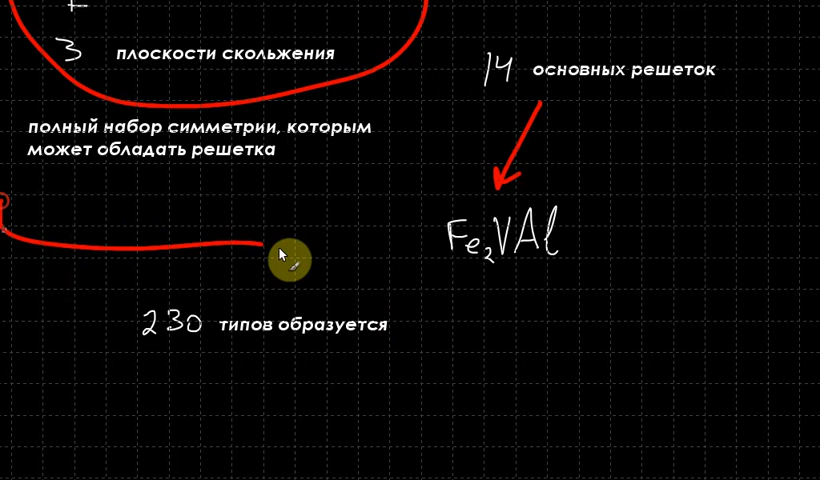 3 плоскости скольжения
14 основных решеток
полный набор симметрии, которым
может обладать решетка
Fe₂VAl
230 типов образуется